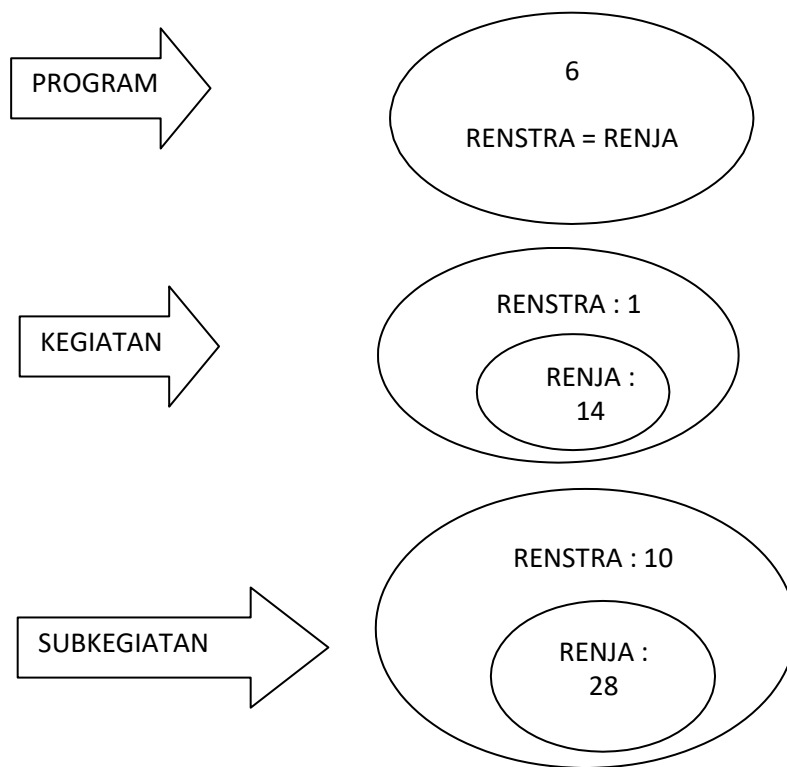 PROGRAM
6
RENSTRA = RENJA
KEGIATAN
RENSTRA : 1
RENJA :
14
SUBKEGIATAN
RENSTRA : 10
RENJA :
28